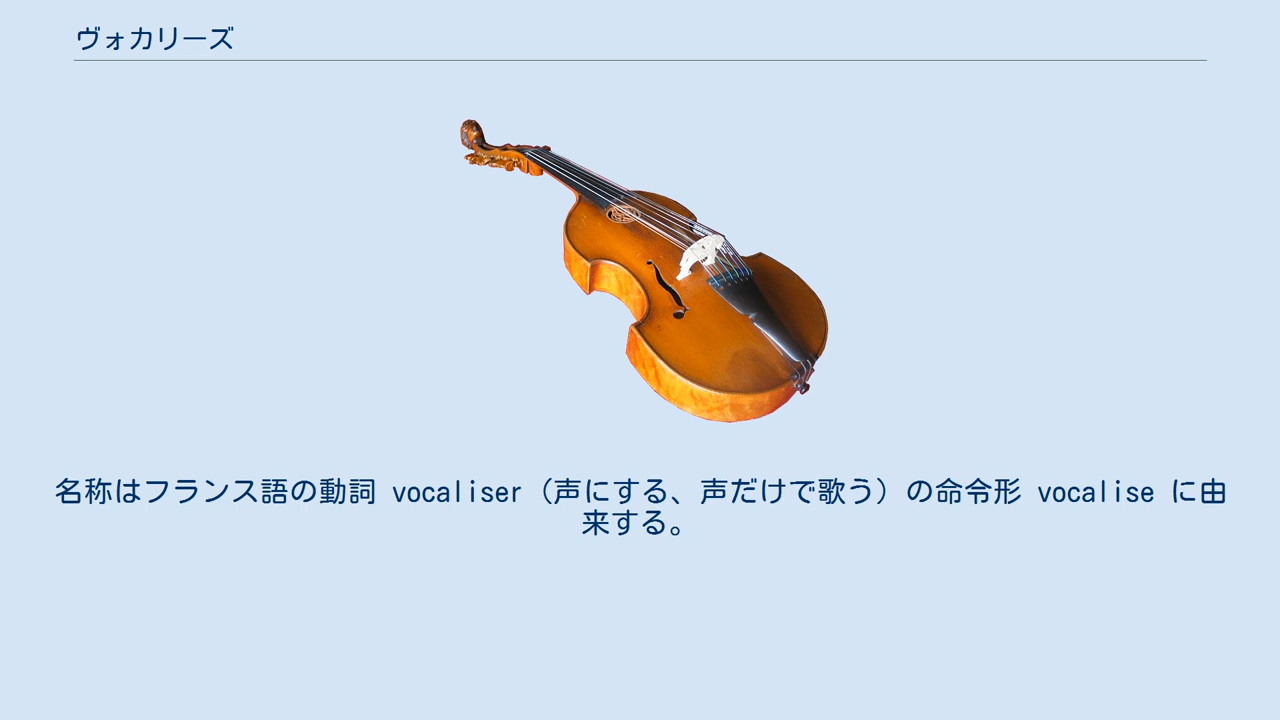 ヴォカリーズ
名称はフランス語の動詞 vocaliser（声にする、声だけで歌う）の命令形 vocalise に由
来する。